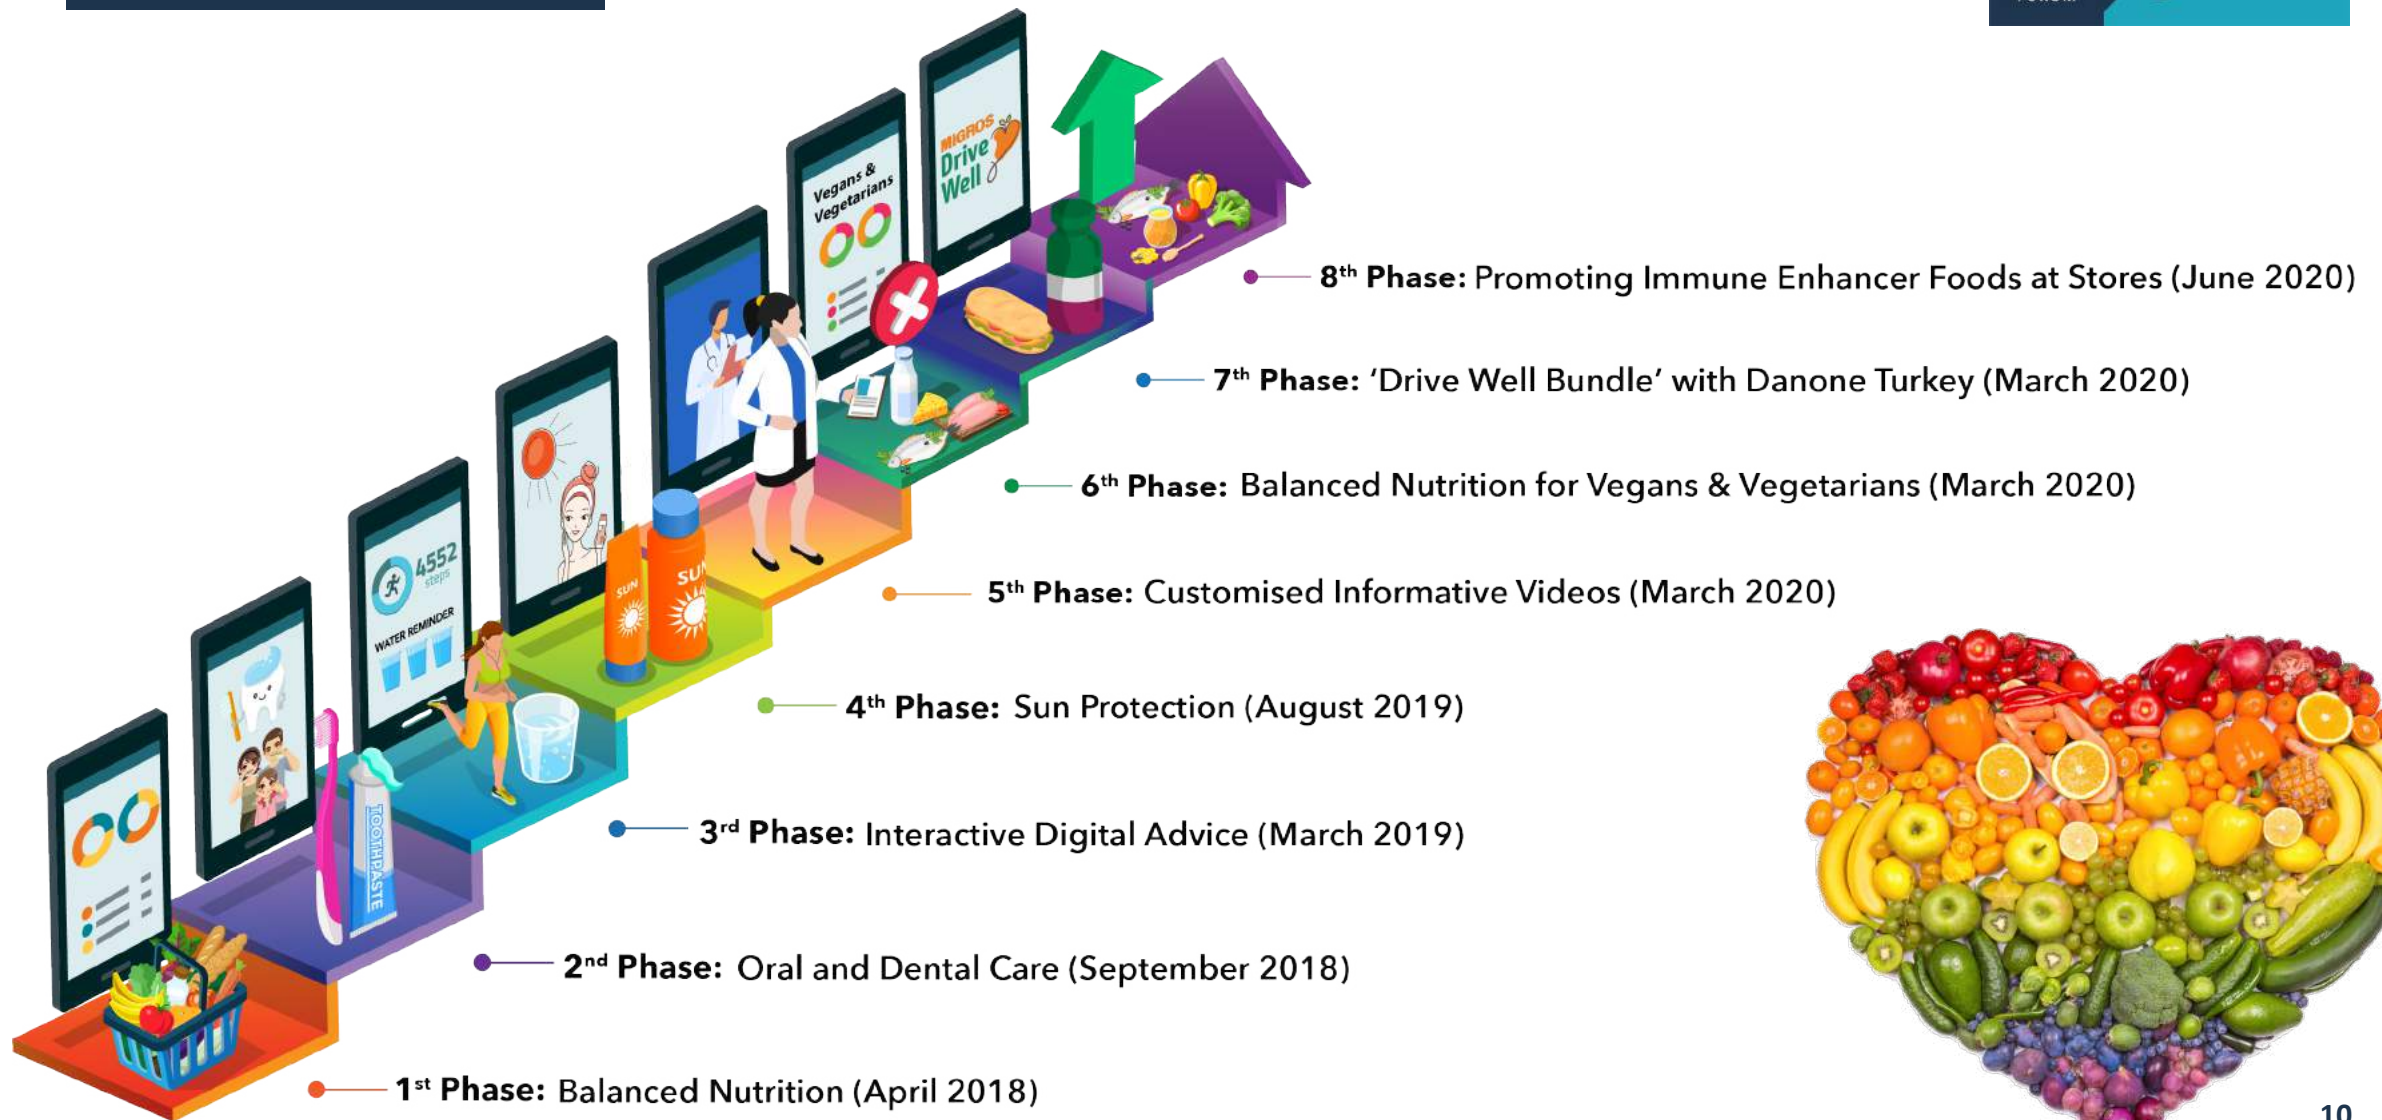 MIGROS
Drive
Well
Vegans &
Vegetarians
8th Phase: Promoting Immune Enhancer Foods at Stores (June 2020)
7th Phase: ‘Drive Well Bundle’ with Danone Turkey (March 2020)
6th Phase: Balanced Nutrition for Vegans & Vegetarians (March 2020)
5th Phase: Customised Informative Videos (March 2020)
4552
steps
WATER REMINDER
SUN
SUN
4th Phase: Sun Protection (August 2019)
3rd Phase: Interactive Digital Advice (March 2019)
TOOTHPASTE
2nd Phase: Oral and Dental Care (September 2018)
1st Phase: Balanced Nutrition (April 2018)
10